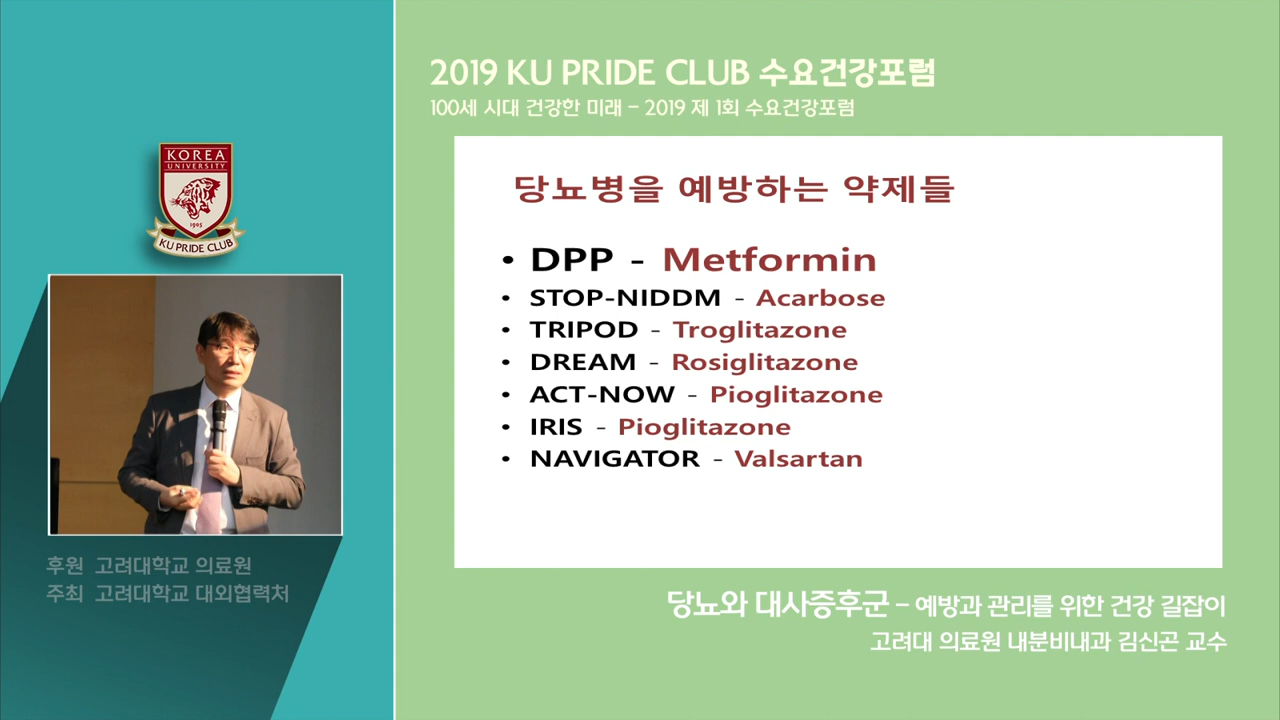 2019 KU PRIDE CLUB 수요건강포럼
100세 시대 건강한 미래 - 2019 제 1회 수요건강포럼
KOREA
UNIVERSITY
1905
KU PRIDE CLUB
당뇨병을 예방하는 약제들
• DPP - Metformin
• STOP-NIDDM - Acarbose
• TRIPOD - Troglitazone
• DREAM - Rosiglitazone
• ACT-NOW - Pioglitazone
• IRIS - Pioglitazone
• NAVIGATOR - Valsartan
후원 고려대학교 의료원
주최 고려대학교 대외협력처
당뇨와 대사증후군 - 예방과 관리를 위한 건강 길잡이
고려대 의료원 내분비내과 김신곤 교수